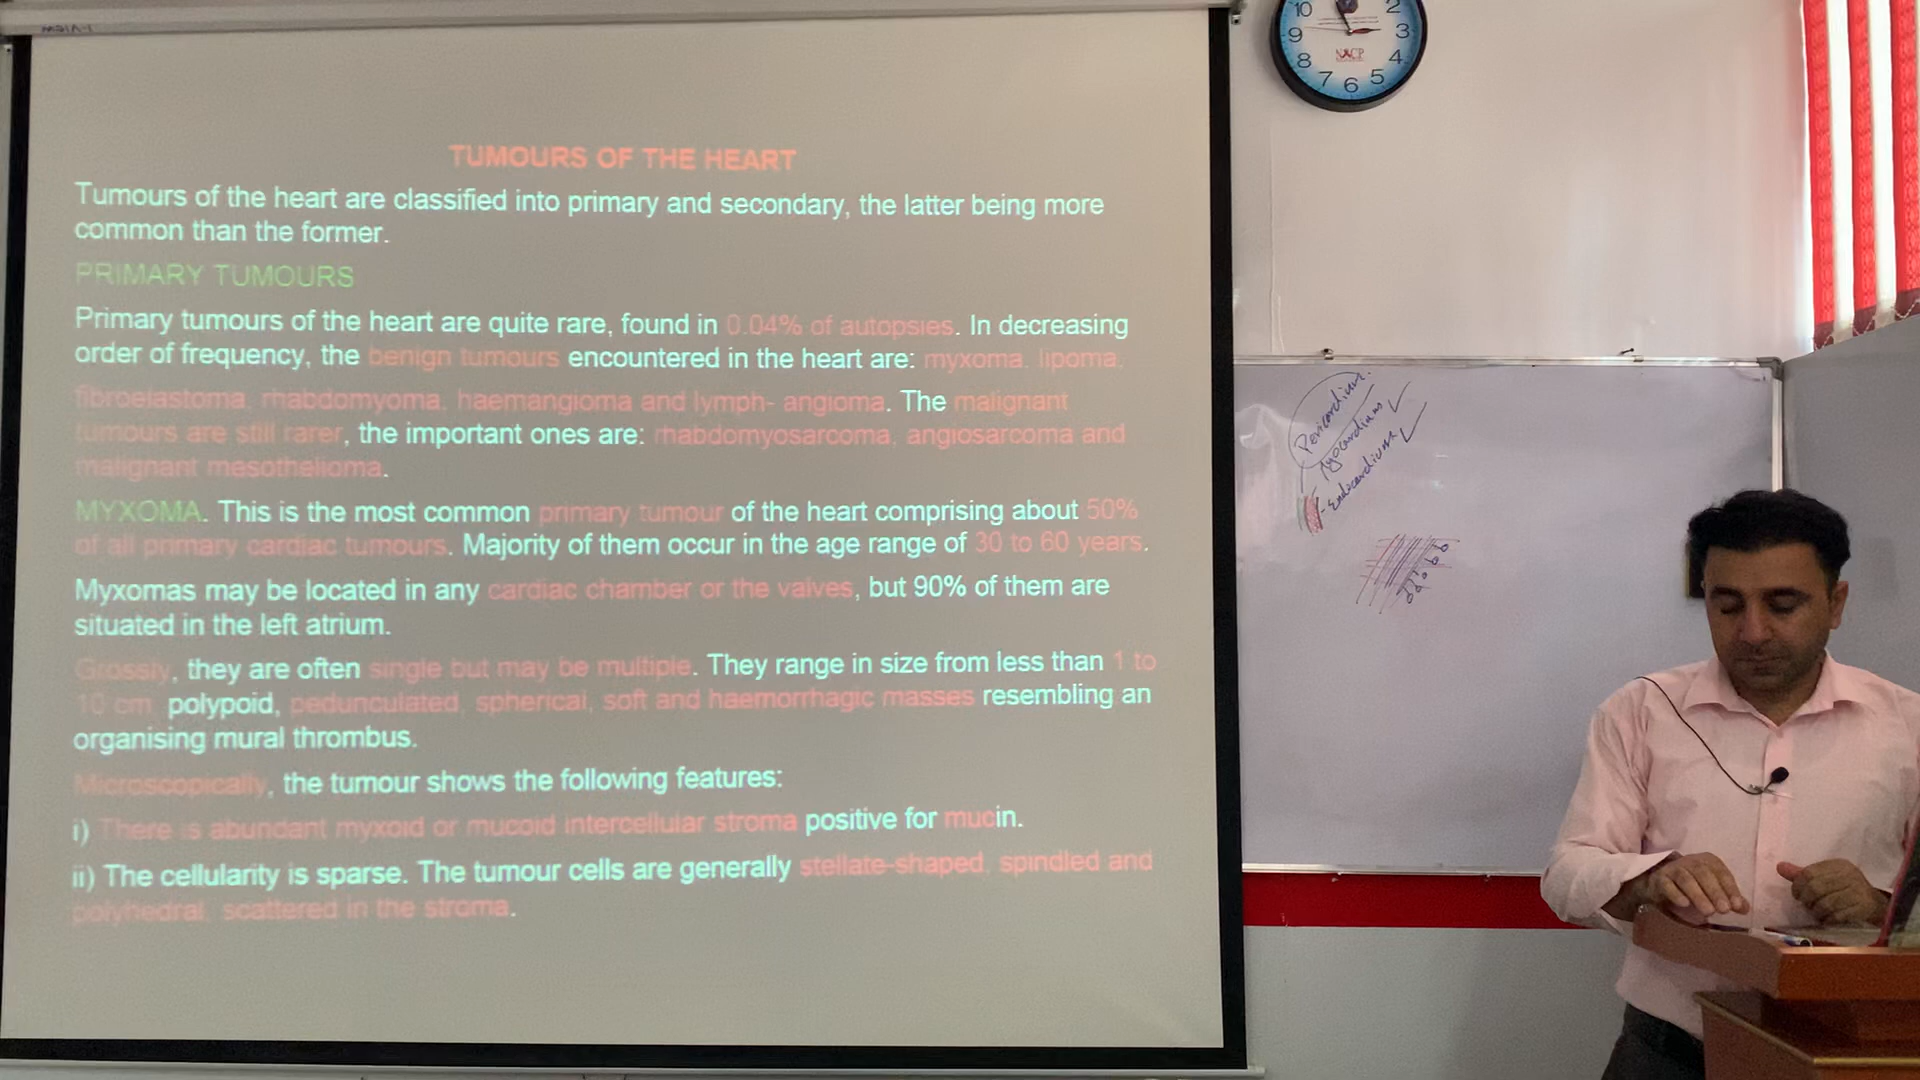 TUMOURS OF THE HEART
Tumours of the heart are classified into primary and secondary, the latter being more
common than the former.
PRIMARY TUMOURS
Primary tumours of the heart are quite rare, found in 0.04% of autopsies. In decreasing
order of frequency, the benign tumours encountered in the heart are: myxoma, lipoma,
fibroelastoma, rhabdomyoma, haemangioma and lymph- angioma. The malignant
tumours are still rarer, the important ones are: rhabdomyosarcoma, angiosarcoma and
malignant mesothelioma.
MYXOMA. This is the most common primary tumour of the heart comprising about 50%
of all primary cardiac tumours. Majority of them occur in the age range of 30 to 60 years.
Myxomas may be located in any cardiac chamber or the valves, but 90% of them are
situated in the left atrium.
Grossly, they are often single but may be multiple. They range in size from less than 1 to
10 cm, polypoid, pedunculated, spherical, soft and haemorrhagic masses resembling an
organising mural thrombus.
Microscopically, the tumour shows the following features:
i) There is abundant myxoid or mucoid intercellular stroma positive for mucin.
ii) The cellularity is sparse. The tumour cells are generally stellate-shaped, spindled and
polyhedral, scattered in the stroma.
10 2
9 3
NACP
8 4
7 6 5
Pericardium.
Myocardium
Endocardium